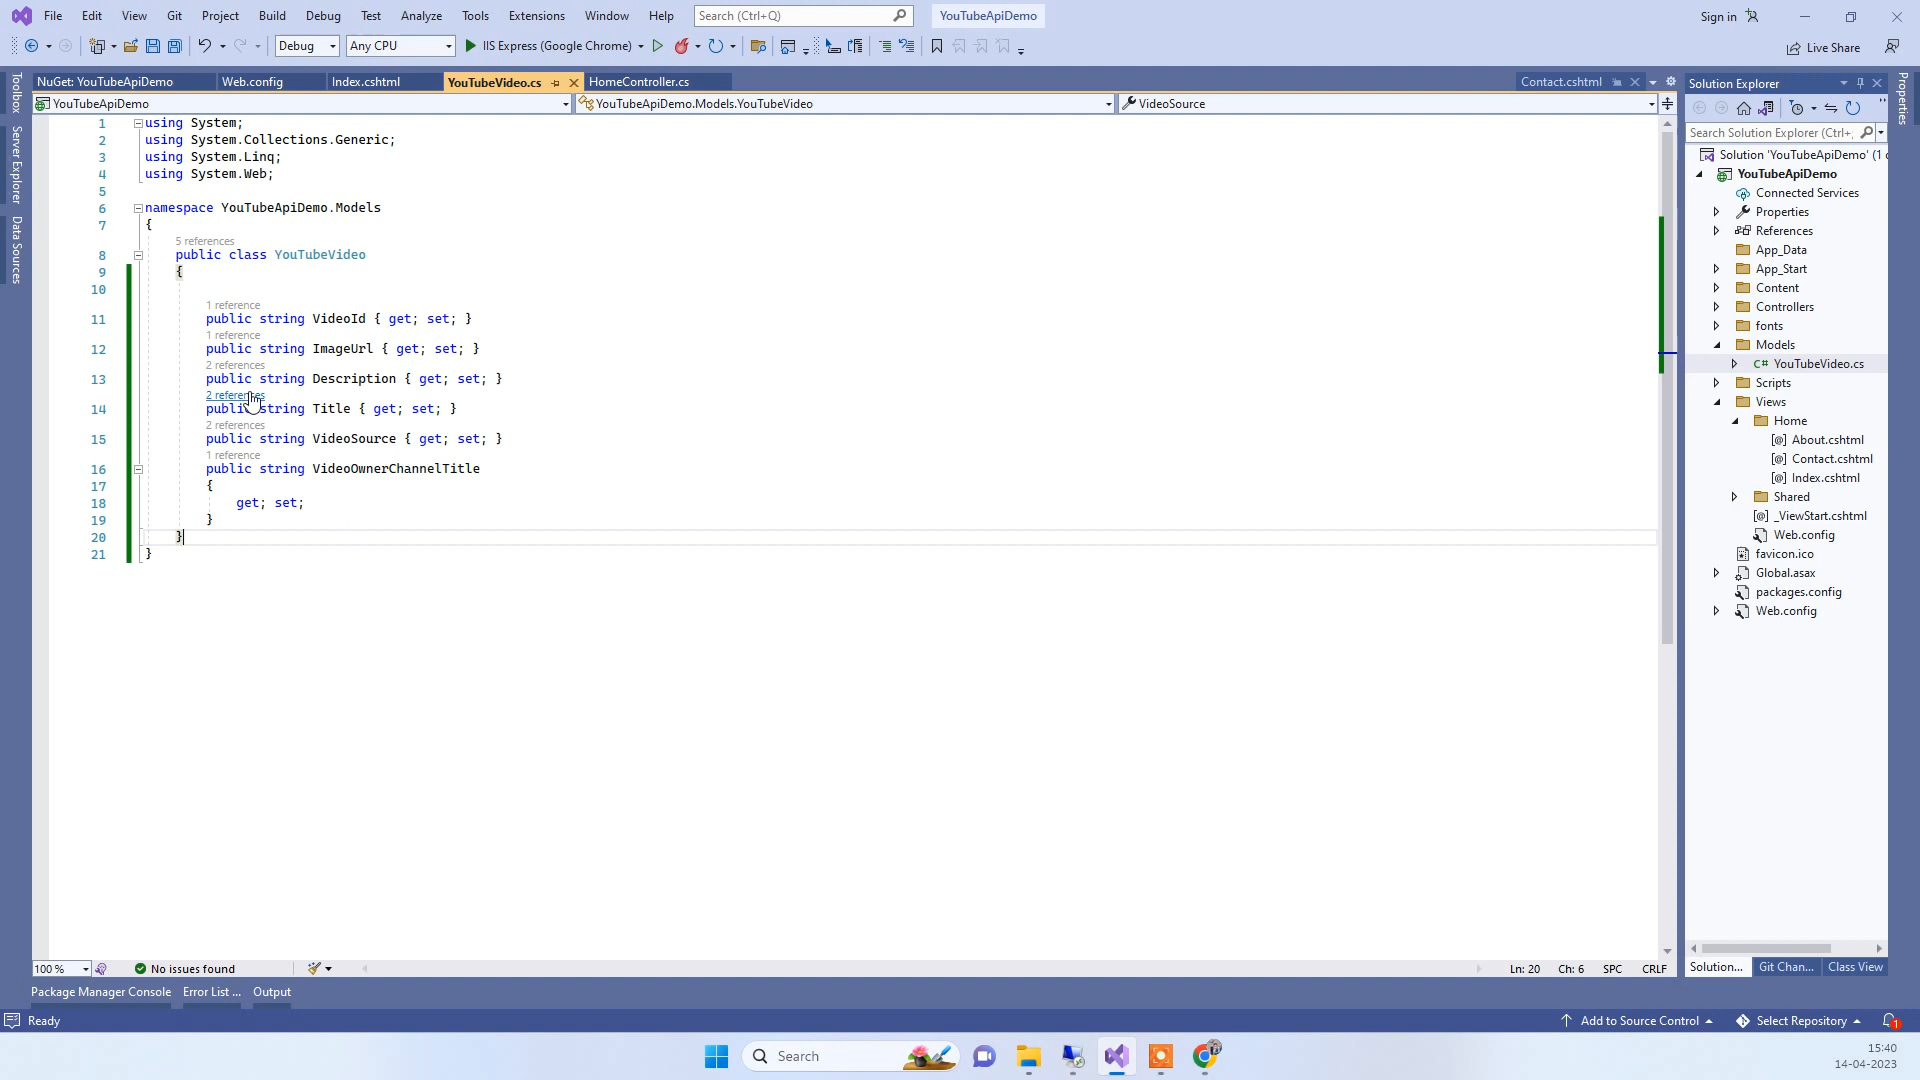 File Edit View Git Project Build Debug Test Analyze Tools Extensions Window Help Search (Ctrl+Q) YouTubeApiDemo Sign in
Debug Any CPU IIS Express (Google Chrome) Live Share
NuGet: YouTubeApiDemo Web.config Index.cshtml YouTubeVideo.cs HomeController.cs Contact.cshtml
YouTubeApiDemo YouTubeApiDemo.Models.YouTubeVideo VideoSource
Toolbox
Server Explorer
Data Sources
1 using System;
2 using System.Collections.Generic;
3 using System.Linq;
4 using System.Web;
5
6 namespace YouTubeApiDemo.Models
7 {
5 references
8 public class YouTubeVideo
9 {
10
1 reference
11 public string VideoId { get; set; }
1 reference
12 public string ImageUrl { get; set; }
2 references
13 public string Description { get; set; }
2 references
14 public string Title { get; set; }
2 references
15 public string VideoSource { get; set; }
1 reference
16 public string VideoOwnerChannelTitle
17 {
18 get; set;
19 }
20 }
21 }
100 % No issues found Ln: 20 Ch: 6 SPC CRLF
Solution Explorer
Search Solution Explorer (Ctrl+;
Solution 'YouTubeApiDemo' (1
YouTubeApiDemo
Connected Services
Properties
References
App_Data
App_Start
Content
Controllers
fonts
Models
C# YouTubeVideo.cs
Scripts
Views
Home
[@] About.cshtml
[@] Contact.cshtml
[@] Index.cshtml
Shared
[@] _ViewStart.cshtml
Web.config
favicon.ico
Global.asax
packages.config
Web.config
Solution... Git Chan... Class View
Properties
Package Manager Console Error List ... Output
Ready Add to Source Control Select Repository 1
Search
15:40
14-04-2023